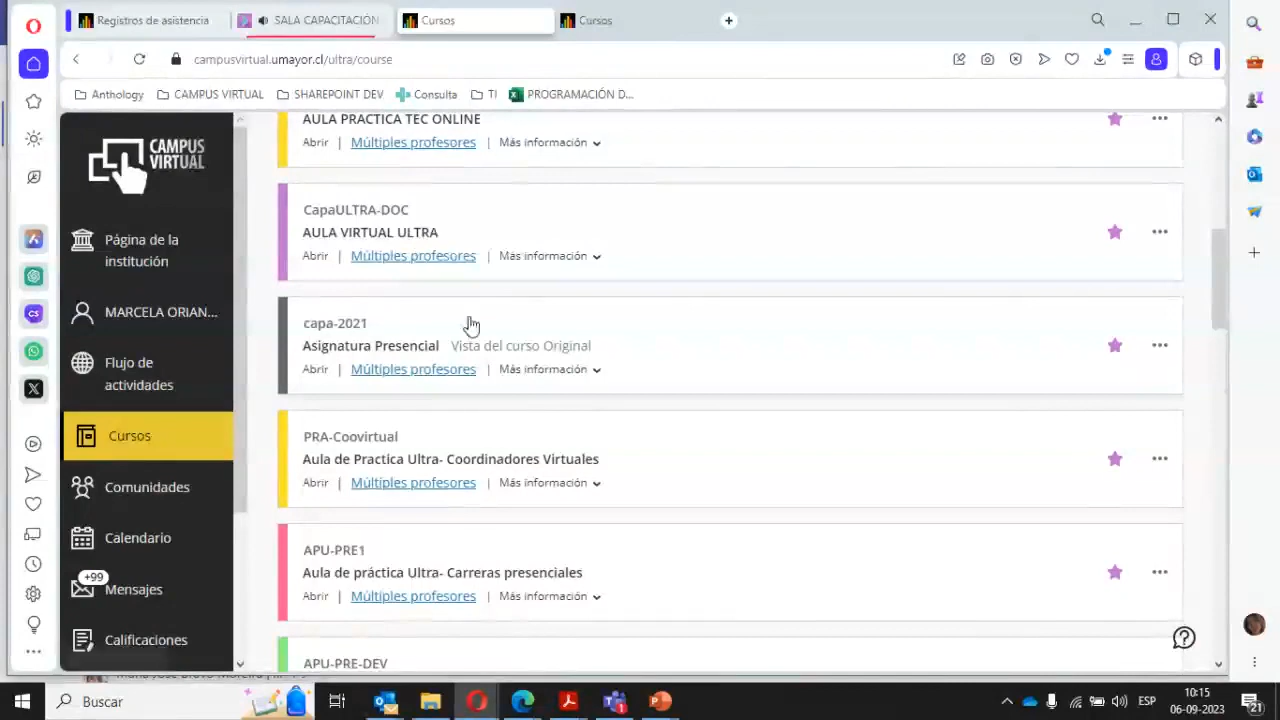 Registros de asistencia
SALA CAPACITACIÓN
Cursos
Cursos
campusvirtual.umayor.cl/ultra/course
Anthology
CAMPUS VIRTUAL
SHAREPOINT DEV
Consulta
TI
PROGRAMACIÓN D...
CAMPUS
VIRTUAL
Página de la
institución
MARCELA ORIAN...
Flujo de
actividades
Cursos
Comunidades
Calendario
+99
Mensajes
Calificaciones
AULA PRACTICA TEC ONLINE
Abrir | Múltiples profesores | Más información
CapaULTRA-DOC
AULA VIRTUAL ULTRA
Abrir | Múltiples profesores | Más información
capa-2021
Asignatura Presencial Vista del curso Original
Abrir | Múltiples profesores | Más información
PRA-Coovirtual
Aula de Practica Ultra- Coordinadores Virtuales
Abrir | Múltiples profesores | Más información
APU-PRE1
Aula de práctica Ultra- Carreras presenciales
Abrir | Múltiples profesores | Más información
APU-PRE-DEV
CS
Buscar
ESP
10:15
06-09-2023
21